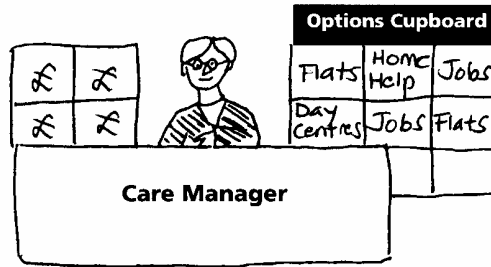 Options Cupboard
£ £
£ £
Flats Home Help Jobs
Day Centres Jobs Flats
Care Manager